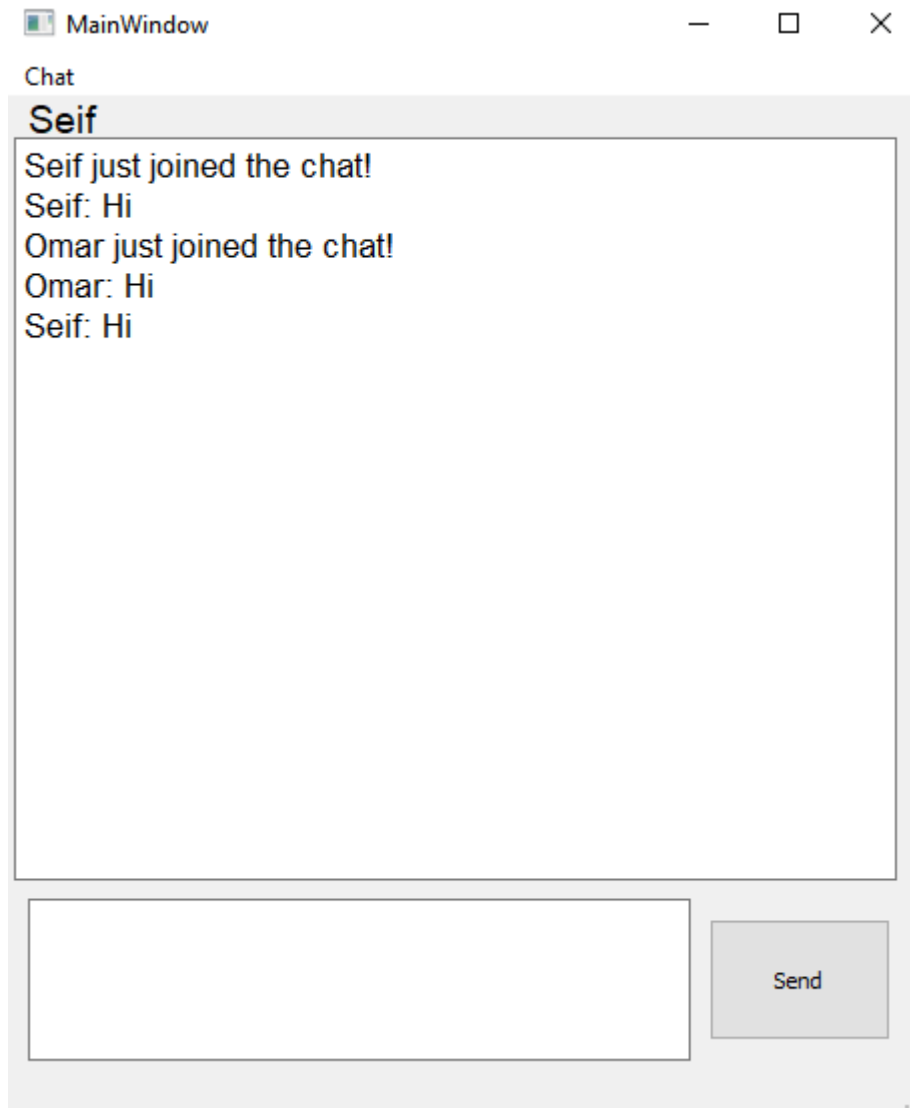 MainWindow
Chat
Seif
Seif just joined the chat!
Seif: Hi
Omar just joined the chat!
Omar: Hi
Seif: Hi
Send